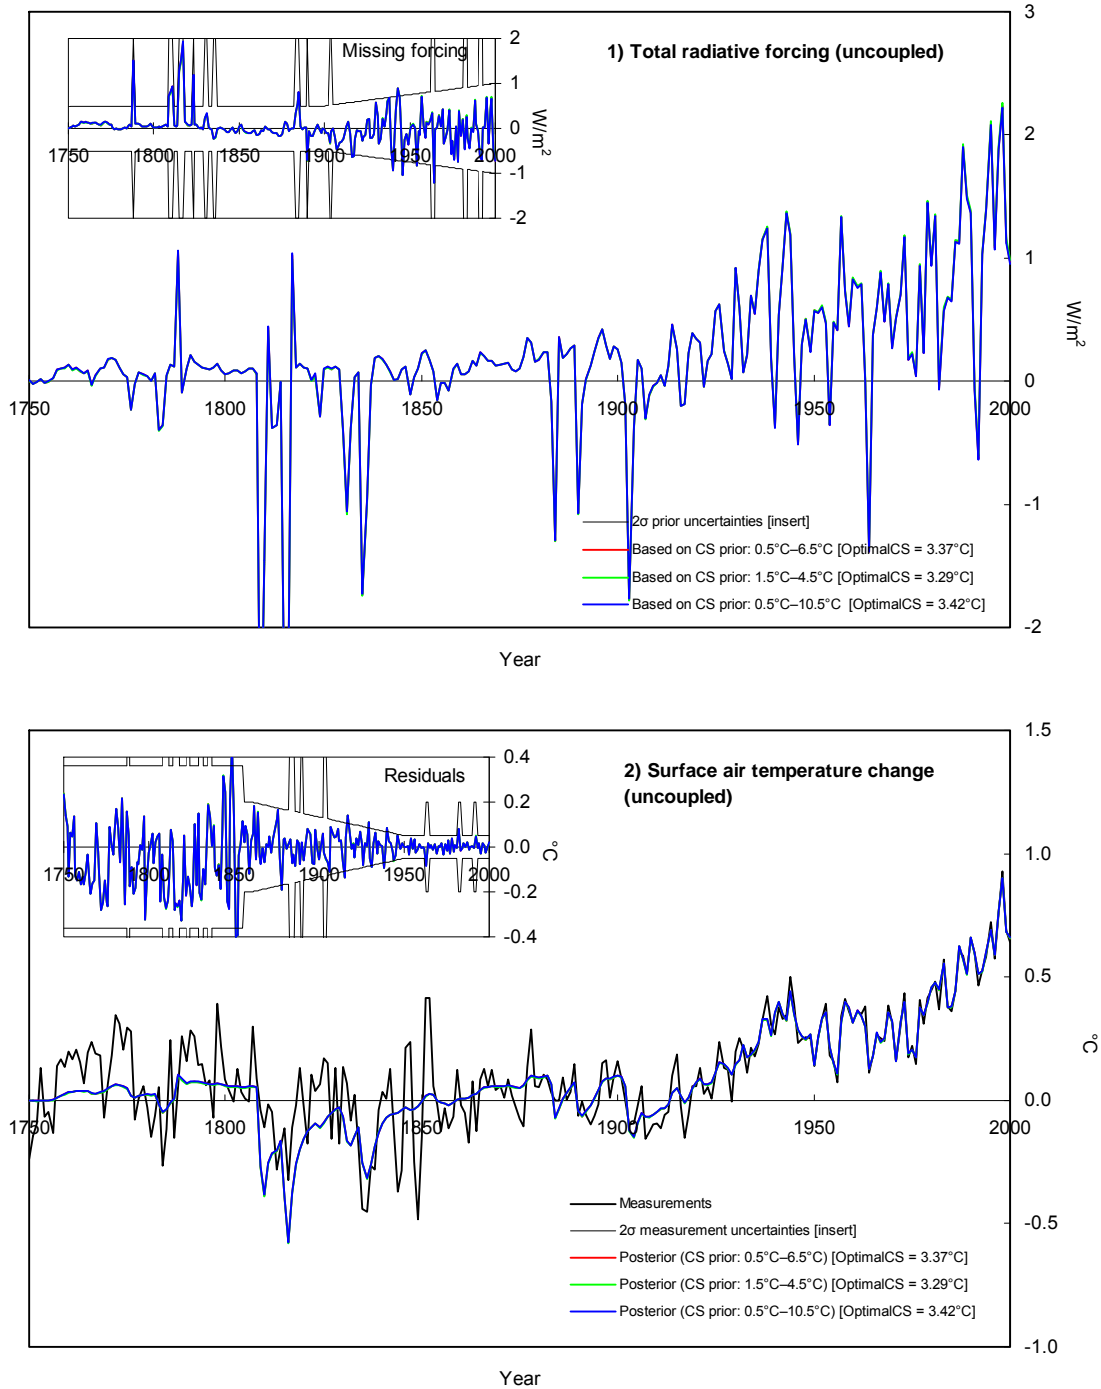 3
1) Total radiative forcing (uncoupled)
Missing forcing
2
1
0
-1
-2
W/m²
1750 1800 1850 1900 1950 2000
2
1
0
-1
-2
W/m²
1750 1800 1850 1900 1950 2000
2σ prior uncertainties [insert]
Based on CS prior: 0.5°C–6.5°C [OptimalCS = 3.37°C]
Based on CS prior: 1.5°C–4.5°C [OptimalCS = 3.29°C]
Based on CS prior: 0.5°C–10.5°C [OptimalCS = 3.42°C]
Year
1.5
2) Surface air temperature change
(uncoupled)
Residuals
0.4
0.2
0.0
-0.2
-0.4
°C
1750 1800 1850 1900 1950 2000
1.0
0.5
0.0
-0.5
-1.0
°C
1750 1800 1850 1900 1950 2000
Measurements
2σ measurement uncertainties [insert]
Posterior (CS prior: 0.5°C–6.5°C) [OptimalCS = 3.37°C]
Posterior (CS prior: 1.5°C–4.5°C) [OptimalCS = 3.29°C]
Posterior (CS prior: 0.5°C–10.5°C) [OptimalCS = 3.42°C]
Year